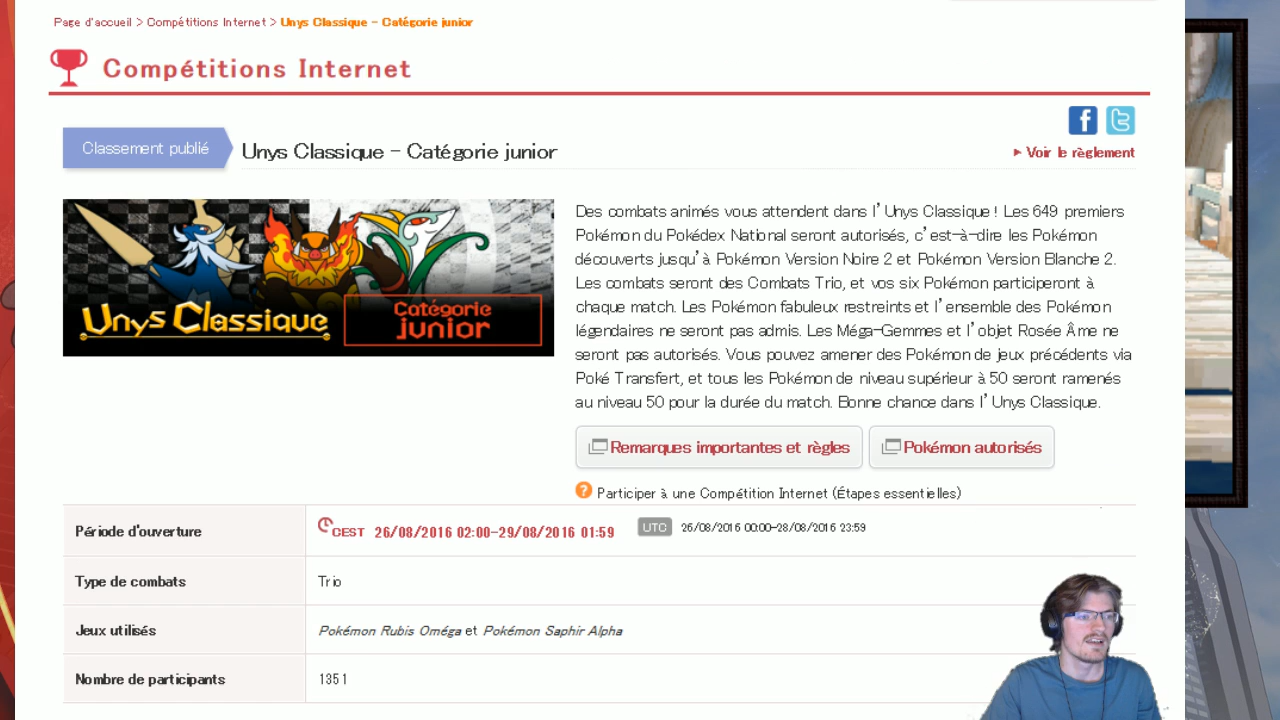 Page d'accueil > Compétitions Internet > Unys Classique - Catégorie junior
Compétitions Internet
Classement publié
Unys Classique - Catégorie junior
Voir le règlement
Unys Classique
Catégorie
junior
Des combats animés vous attendent dans l'Unys Classique ! Les 649 premiers
Pokémon du Pokédex National seront autorisés, c'est-à-dire les Pokémon
découverts jusqu'à Pokémon Version Noire 2 et Pokémon Version Blanche 2.
Les combats seront des Combats Trio, et vos six Pokémon participeront à
chaque match. Les Pokémon fabuleux restreints et l'ensemble des Pokémon
légendaires ne seront pas admis. Les Méga-Gemmes et l'objet Rosée Âme ne
seront pas autorisés. Vous pouvez amener des Pokémon de jeux précédents via
Poké Transfert, et tous les Pokémon de niveau supérieur à 50 seront ramenés
au niveau 50 pour la durée du match. Bonne chance dans l'Unys Classique.
Remarques importantes et règles
Pokémon autorisés
? Participer à une Compétition Internet (Étapes essentielles)
Période d'ouverture
CEST 26/08/2016 02:00-29/08/2016 01:59
UTC 26/08/2016 00:00-28/08/2016 23:59
Type de combats
Trio
Jeux utilisés
Pokémon Rubis Oméga et Pokémon Saphir Alpha
Nombre de participants
1351